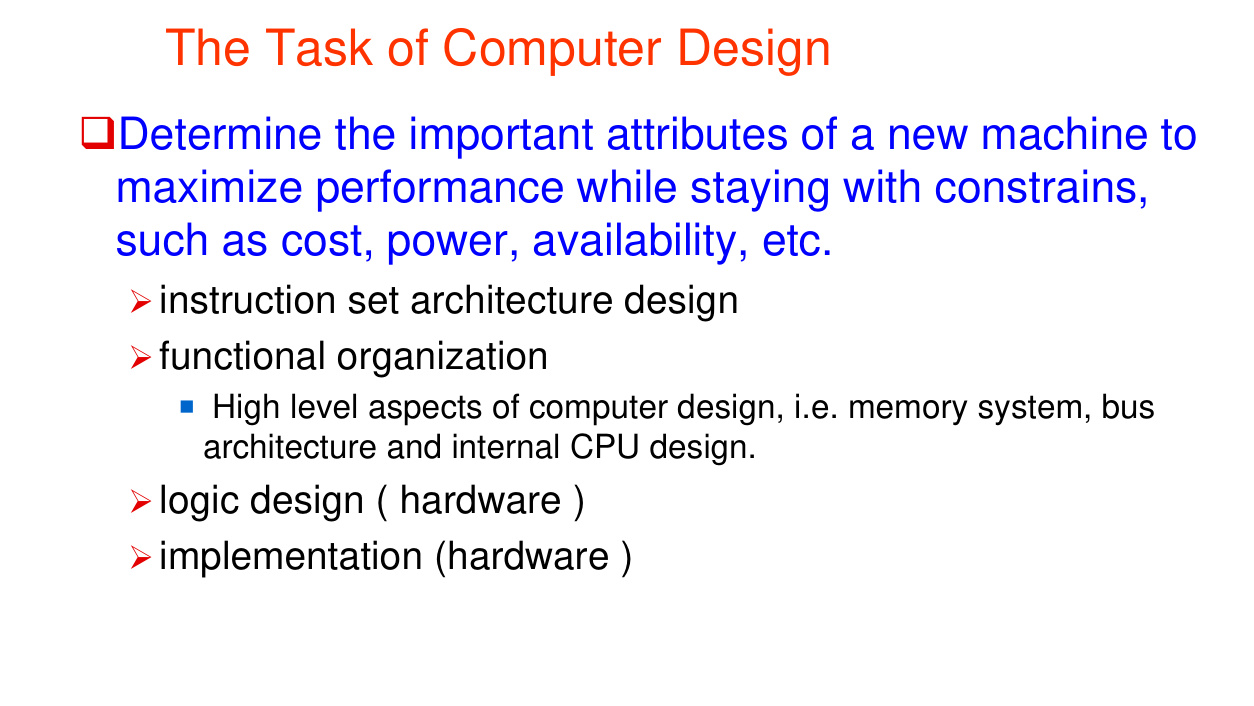 The Task of Computer Design
Determine the important attributes of a new machine to
maximize performance while staying with constrains,
such as cost, power, availability, etc.
instruction set architecture design
functional organization
High level aspects of computer design, i.e. memory system, bus
architecture and internal CPU design.
logic design ( hardware )
implementation (hardware )